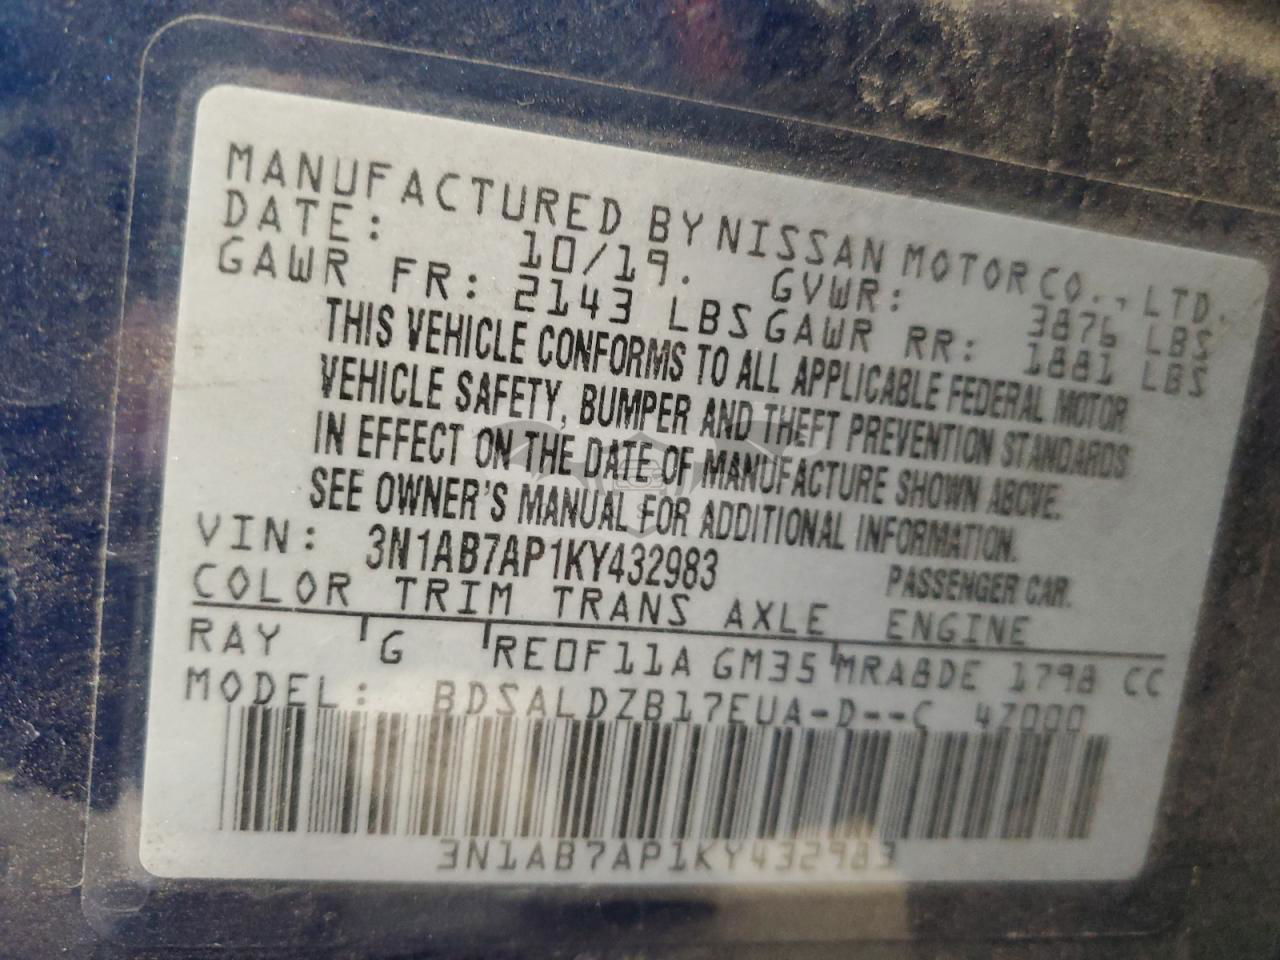 MANUFACTURED BY NISSAN MOTOR CO., LTD.
DATE: 10/19. GVWR: 3876 LBS
GAWR FR: 2143 LBS GAWR RR: 1881 LBS
THIS VEHICLE CONFORMS TO ALL APPLICABLE FEDERAL MOTOR
VEHICLE SAFETY, BUMPER AND THEFT PREVENTION STANDARDS
IN EFFECT ON THE DATE OF MANUFACTURE SHOWN ABOVE.
SEE OWNER'S MANUAL FOR ADDITIONAL INFORMATION.
VIN: 3N1AB7AP1KY432983 PASSENGER CAR.
COLOR TRIM TRANS AXLE ENGINE
RAY G RE0F11A GM35 MRA8DE 1798 CC
MODEL: BDSALDZB17EUA-D--C 47000
3N1AB7AP1KY432983